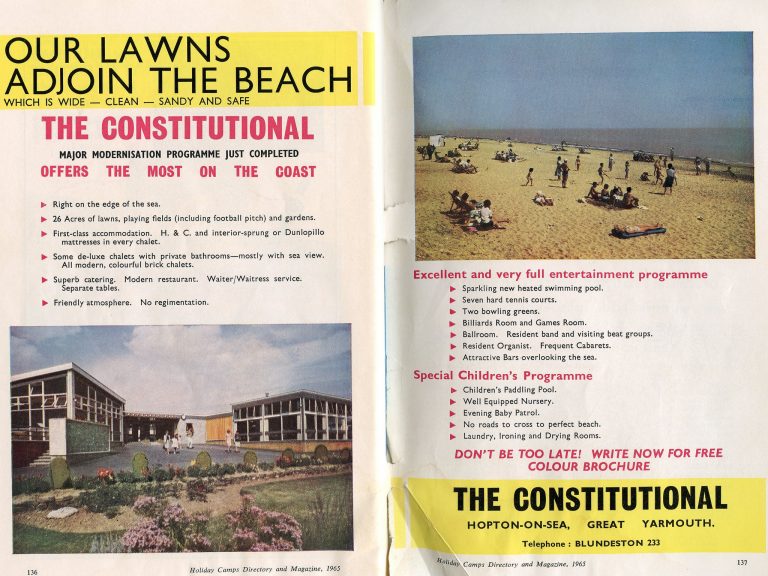 OUR LAWNS
ADJOIN THE BEACH
WHICH IS WIDE — CLEAN — SANDY AND SAFE
THE CONSTITUTIONAL
MAJOR MODERNISATION PROGRAMME JUST COMPLETED
OFFERS THE MOST ON THE COAST
Right on the edge of the sea.
26 Acres of lawns, playing fields (including football pitch) and gardens.
First-class accommodation. H. & C. and interior-sprung or Dunlopillo
mattresses in every chalet.
Some de-luxe chalets with private bathrooms—mostly with sea view.
All modern, colourful brick chalets.
Superb catering. Modern restaurant. Waiter/Waitress service.
Separate tables.
Friendly atmosphere. No regimentation.
136
Holiday Camps Directory and Magazine, 1965
Excellent and very full entertainment programme
Sparkling new heated swimming pool.
Seven hard tennis courts.
Two bowling greens.
Billiards Room and Games Room.
Ballroom. Resident band and visiting beat groups.
Resident Organist. Frequent Cabarets.
Attractive Bars overlooking the sea.
Special Children's Programme
Children's Paddling Pool.
Well Equipped Nursery.
Evening Baby Patrol.
No roads to cross to perfect beach.
Laundry, Ironing and Drying Rooms.
DON'T BE TOO LATE! WRITE NOW FOR FREE
COLOUR BROCHURE
THE CONSTITUTIONAL
HOPTON-ON-SEA, GREAT YARMOUTH.
Telephone : BLUNDESTON 233
Holiday Camps Directory and Magazine, 1965
137